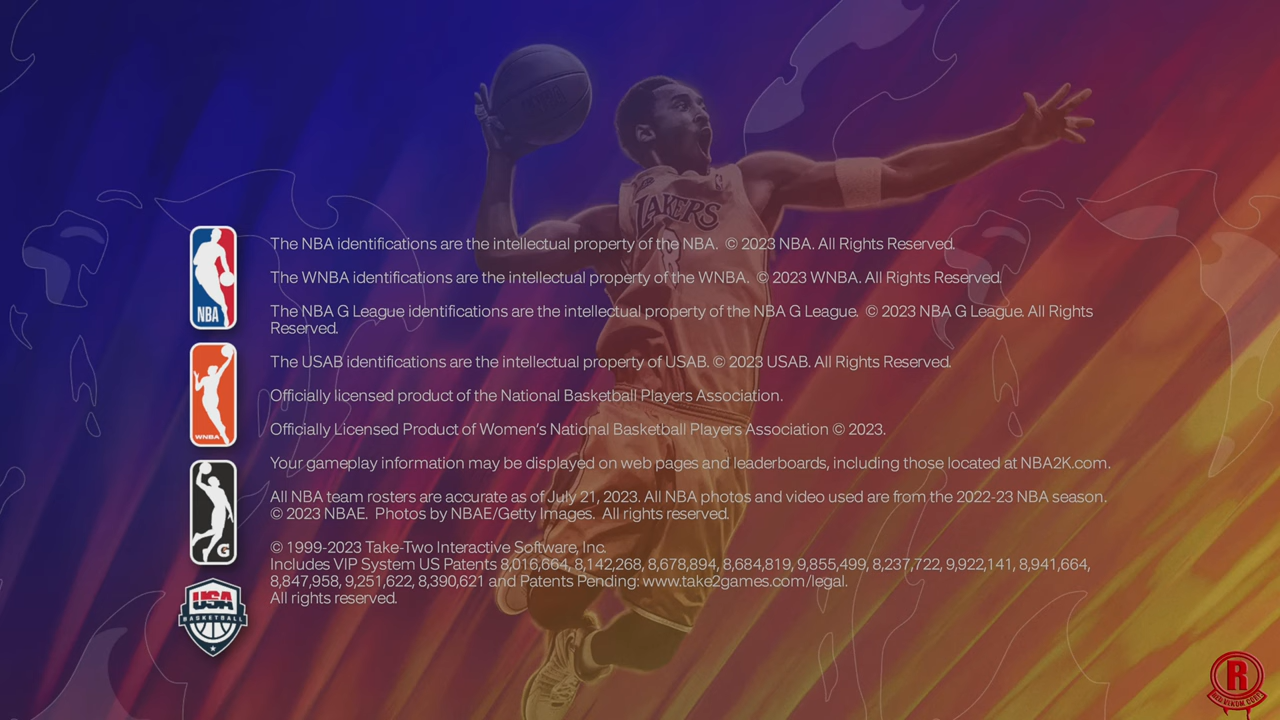 LAKERS
8
The NBA identifications are the intellectual property of the NBA.  © 2023 NBA. All Rights Reserved.
The WNBA identifications are the intellectual property of the WNBA.  © 2023 WNBA. All Rights Reserved.
The NBA G League identifications are the intellectual property of the NBA G League.  © 2023 NBA G League. All Rights
Reserved.
NBA
The USAB identifications are the intellectual property of USAB. © 2023 USAB. All Rights Reserved.
Officially licensed product of the National Basketball Players Association.
Officially Licensed Product of Women’s National Basketball Players Association © 2023.
WNBA
Your gameplay information may be displayed on web pages and leaderboards, including those located at NBA2K.com.
All NBA team rosters are accurate as of July 21, 2023. All NBA photos and video used are from the 2022-23 NBA season.
© 2023 NBAE.  Photos by NBAE/Getty Images.  All rights reserved.
G
© 1999-2023 Take-Two Interactive Software, Inc.
Includes VIP System US Patents 8,016,664, 8,142,268, 8,678,894, 8,684,819, 9,855,499, 8,237,722, 9,922,141, 8,941,664,
8,847,958, 9,251,622, 8,390,621 and Patents Pending: www.take2games.com/legal.
All rights reserved.
USA
BASKETBALL
R